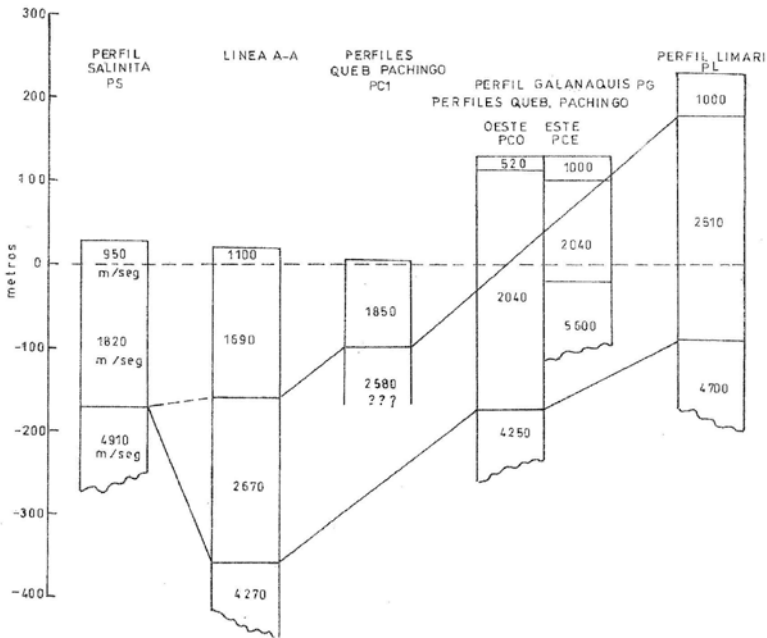 300
200
100
0
-100
-200
-300
-400
metros
PERFIL
SALINITA
PS
LINEA A-A
PERFILES
QUEB PACHINGO
PC1
PERFIL GALANAQUIS PG
PERFILES QUEB, PACHINGO
OESTE ESTE
PCO PCE
PERFIL LIMARI
PL
950
m/seg
1820
m/seg
4910
m/seg
1100
1590
2670
4270
1850
2580
???
520
2040
4250
1000
2040
5600
1000
2510
4700